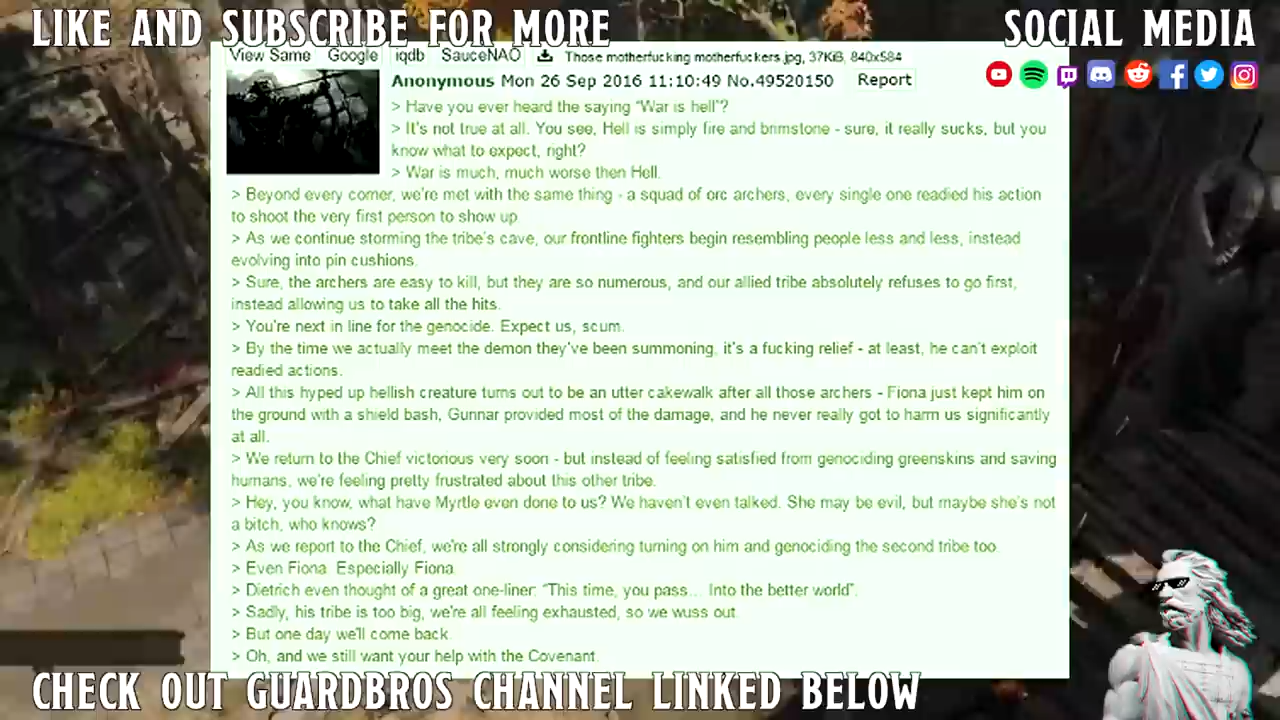 LIKE AND SUBSCRIBE FOR MORE
SOCIAL MEDIA
View Same Google iqdb SauceNAO Those motherfucking motherfuckers.jpg, 37KiB, 840x584
Anonymous Mon 26 Sep 2016 11:10:49 No.49520150 Report
> Have you ever heard the saying “War is hell”?
> It's not true at all. You see, Hell is simply fire and brimstone - sure, it really sucks, but you
know what to expect, right?
> War is much, much worse then Hell.
> Beyond every corner, we're met with the same thing - a squad of orc archers, every single one readied his action
to shoot the very first person to show up
> As we continue storming the tribe's cave, our frontline fighters begin resembling people less and less, instead
evolving into pin cushions.
> Sure, the archers are easy to kill, but they are so numerous, and our allied tribe absolutely refuses to go first,
instead allowing us to take all the hits.
> You're next in line for the genocide. Expect us, scum.
> By the time we actually meet the demon they've been summoning, it's a fucking relief - at least, he can't exploit
readied actions.
> All this hyped up hellish creature turns out to be an utter cakewalk after all those archers - Fiona just kept him on
the ground with a shield bash, Gunnar provided most of the damage, and he never really got to harm us significantly
at all.
> We return to the Chief victorious very soon - but instead of feeling satisfied from genociding greenskins and saving
humans, we're feeling pretty frustrated about this other tribe.
> Hey, you know, what have Myrtle even done to us? We haven't even talked. She may be evil, but maybe she's not
a bitch, who knows?
> As we report to the Chief, we're all strongly considering turning on him and genociding the second tribe too.
> Even Fiona. Especially Fiona.
> Dietrich even thought of a great one-liner: “This time, you pass... Into the better world”.
> Sadly, his tribe is too big, we're all feeling exhausted, so we wuss out.
> But one day we'll come back.
> Oh, and we still want your help with the Covenant.
CHECK OUT GUARDBROS CHANNEL LINKED BELOW